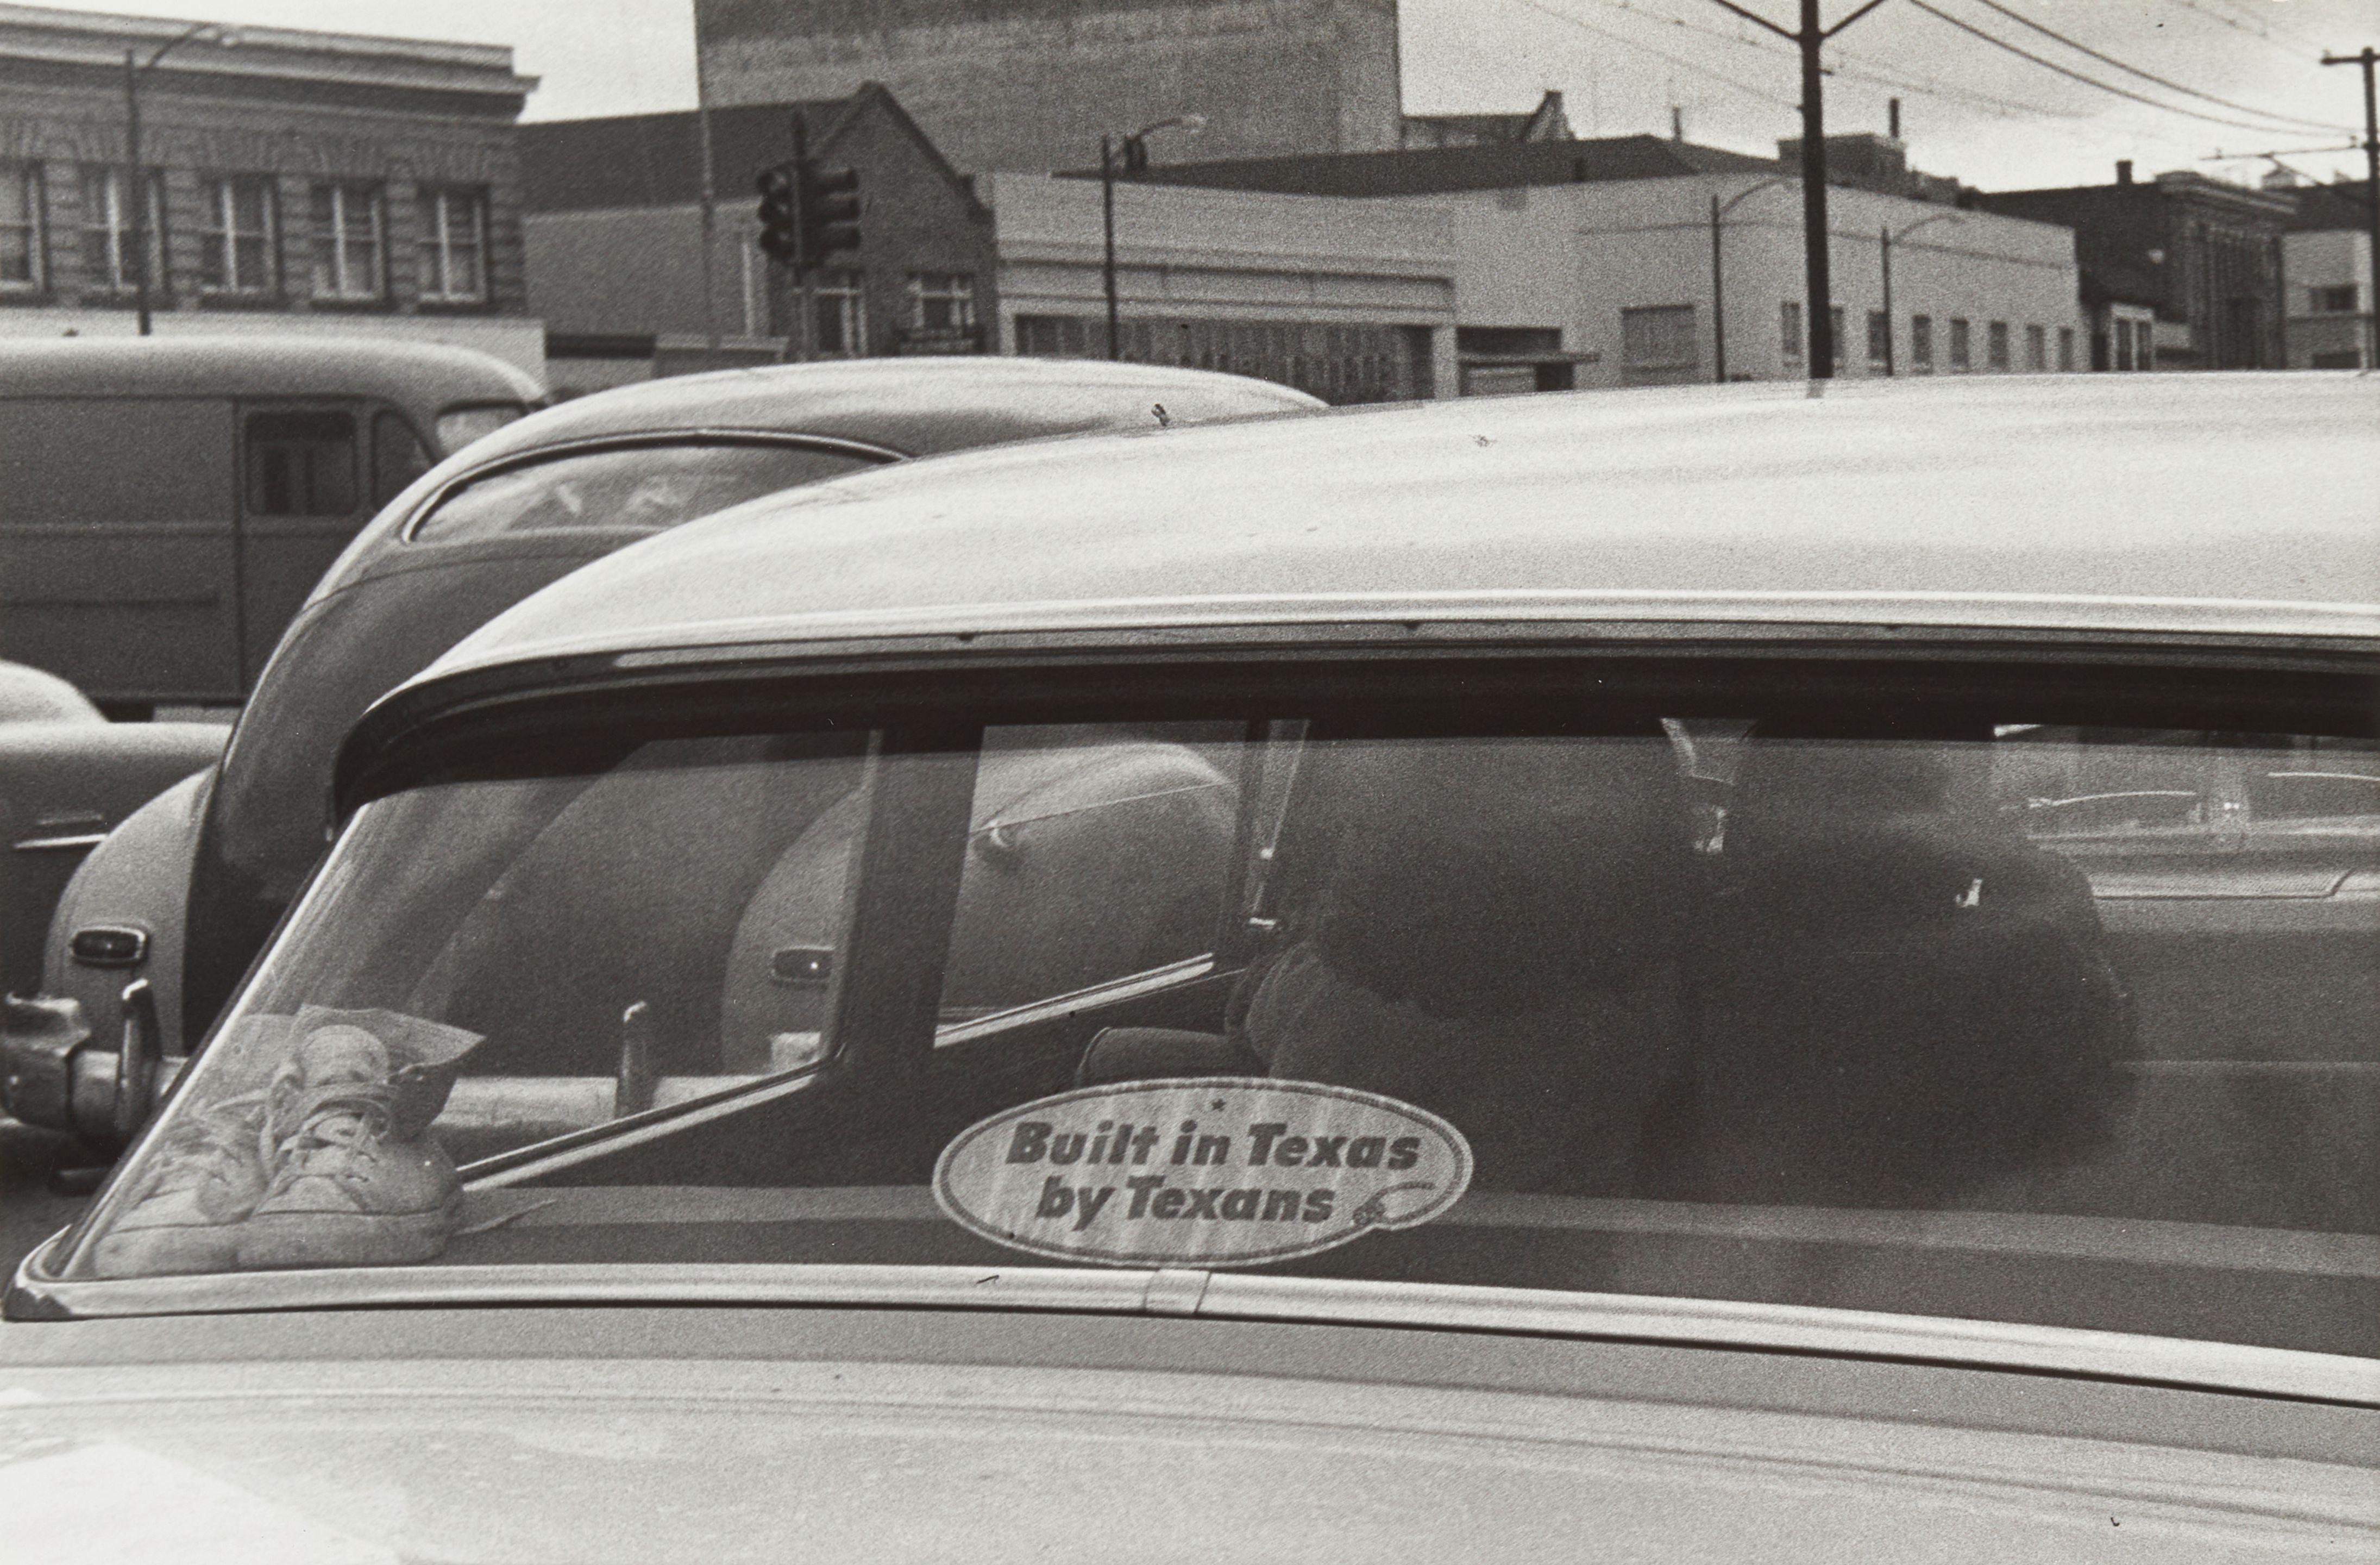 Built in Texas
by Texans